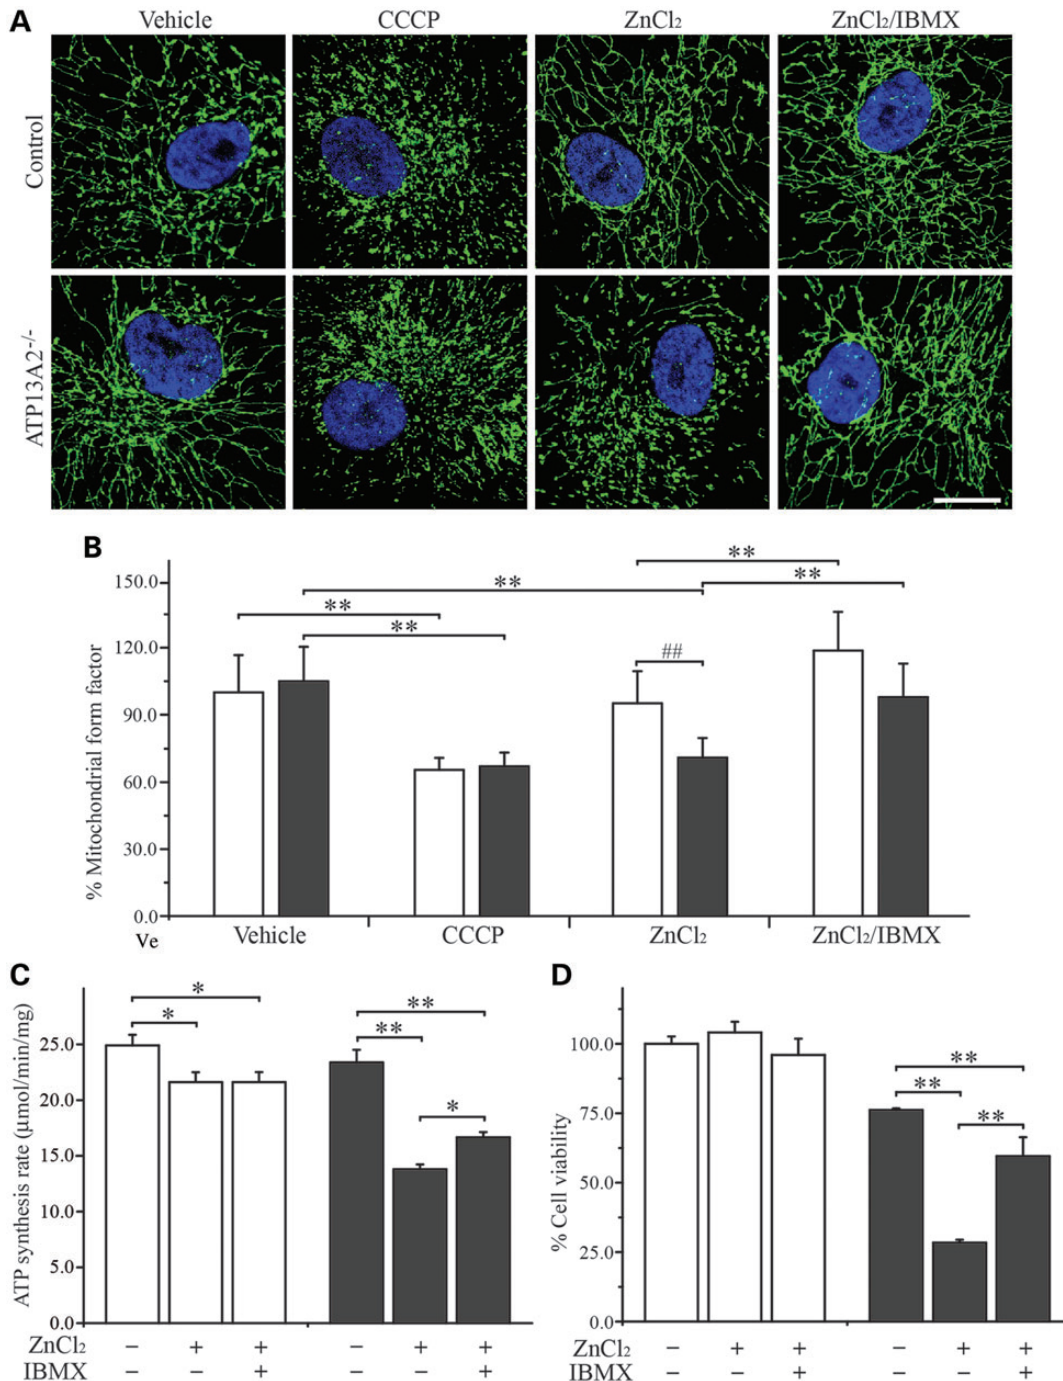 A
Vehicle CCCP ZnCl₂ ZnCl₂/IBMX
Control
ATP13A2⁻/⁻
B
% Mitochondrial form factor
150.0
120.0
90.0
60.0
30.0
0.0
** ** ** ** ** ##
Ve
Vehicle CCCP ZnCl₂ ZnCl₂/IBMX
C
ATP synthesis rate (µmol/min/mg)
25.0
20.0
15.0
10.0
5.0
0.0
* * ** ** *
ZnCl₂ − + + − + +
IBMX − − + − − +
D
% Cell viability
100.0
75.0
50.0
25.0
0.0
** ** **
ZnCl₂ − + + − + +
IBMX − − + − − +